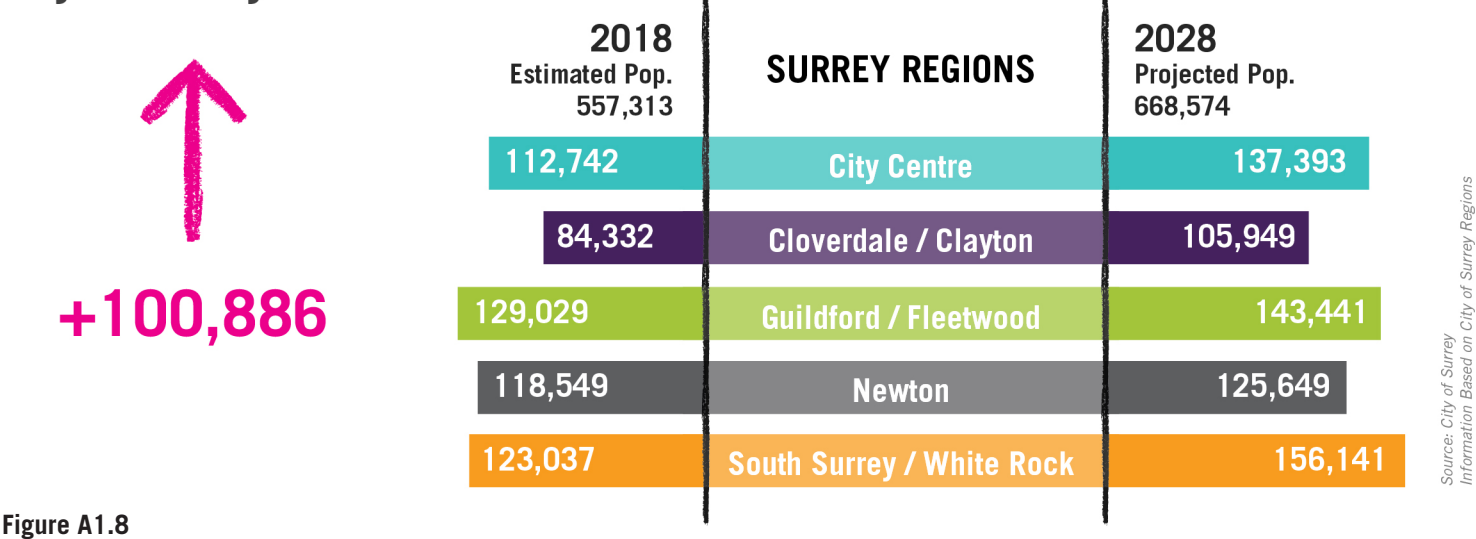 +100,886
2018
Estimated Pop.
557,313
SURREY REGIONS
2028
Projected Pop.
668,574
112,742 City Centre 137,393
84,332 Cloverdale / Clayton 105,949
129,029 Guildford / Fleetwood 143,441
118,549 Newton 125,649
123,037 South Surrey / White Rock 156,141
Source: City of Surrey
Information Based on City of Surrey Regions
Figure A1.8